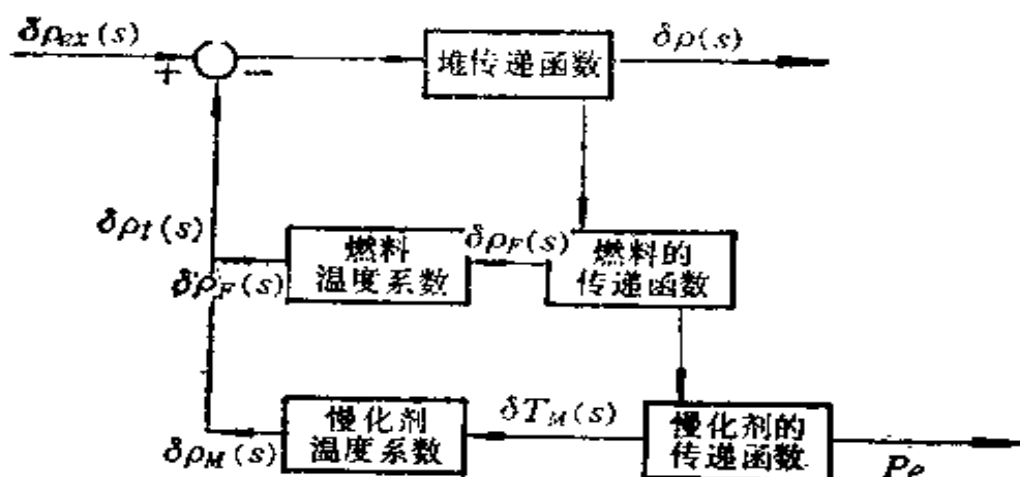 δρex(s)
+
−
堆传递函数
δρ(s)
δρt(s)
燃料
温度系数
δρF(s)
燃料的
传递函数
δρF(s)
慢化剂
温度系数
δTM(s)
慢化剂的
传递函数
δρM(s)
Pe